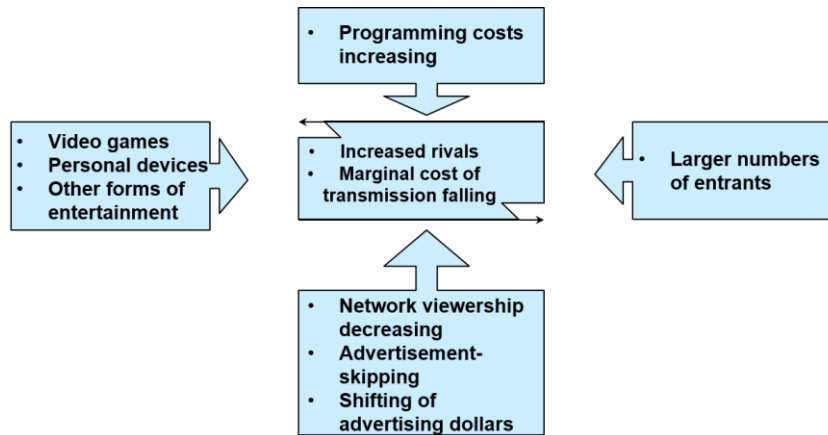 • Programming costs
increasing
• Video games
• Personal devices
• Other forms of
entertainment
• Increased rivals
• Marginal cost of
transmission falling
• Larger numbers
of entrants
• Network viewership
decreasing
• Advertisement-
skipping
• Shifting of
advertising dollars